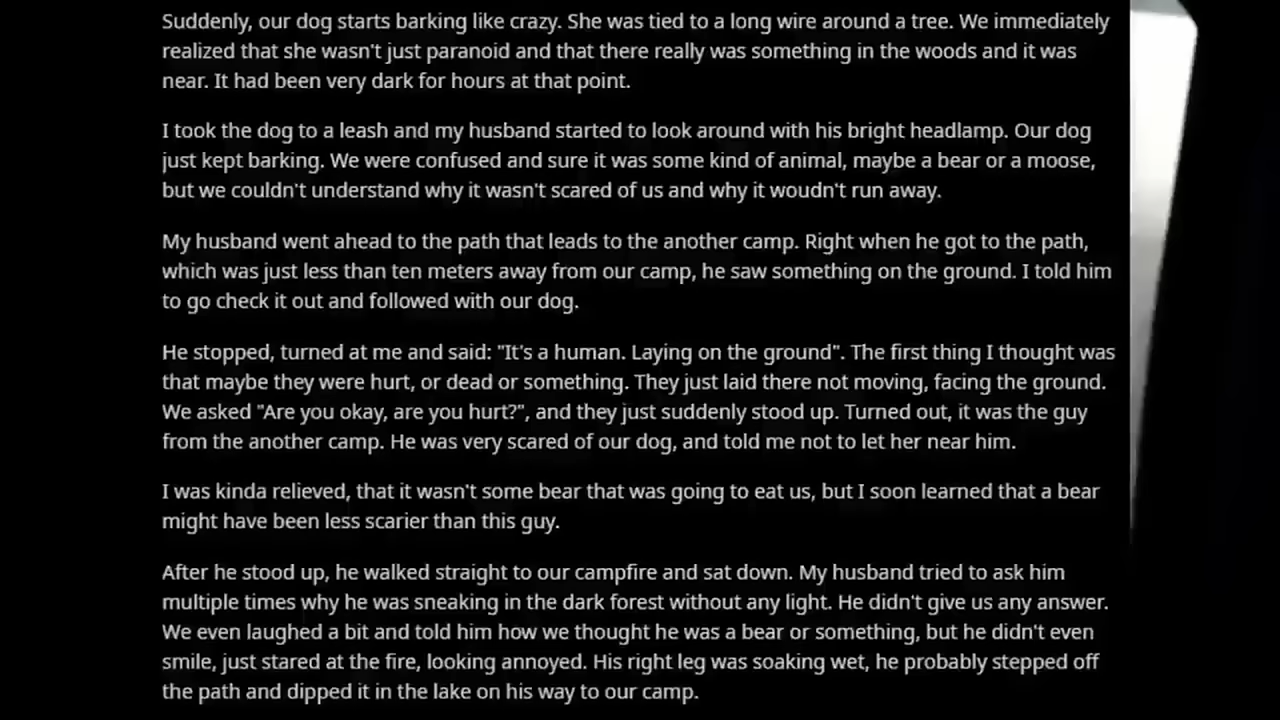 Suddenly, our dog starts barking like crazy. She was tied to a long wire around a tree. We immediately
realized that she wasn't just paranoid and that there really was something in the woods and it was
near. It had been very dark for hours at that point.
I took the dog to a leash and my husband started to look around with his bright headlamp. Our dog
just kept barking. We were confused and sure it was some kind of animal, maybe a bear or a moose,
but we couldn't understand why it wasn't scared of us and why it woudn't run away.
My husband went ahead to the path that leads to the another camp. Right when he got to the path,
which was just less than ten meters away from our camp, he saw something on the ground. I told him
to go check it out and followed with our dog.
He stopped, turned at me and said: "It's a human. Laying on the ground". The first thing I thought was
that maybe they were hurt, or dead or something. They just laid there not moving, facing the ground.
We asked "Are you okay, are you hurt?", and they just suddenly stood up. Turned out, it was the guy
from the another camp. He was very scared of our dog, and told me not to let her near him.
I was kinda relieved, that it wasn't some bear that was going to eat us, but I soon learned that a bear
might have been less scarier than this guy.
After he stood up, he walked straight to our campfire and sat down. My husband tried to ask him
multiple times why he was sneaking in the dark forest without any light. He didn't give us any answer.
We even laughed a bit and told him how we thought he was a bear or something, but he didn't even
smile, just stared at the fire, looking annoyed. His right leg was soaking wet, he probably stepped off
the path and dipped it in the lake on his way to our camp.